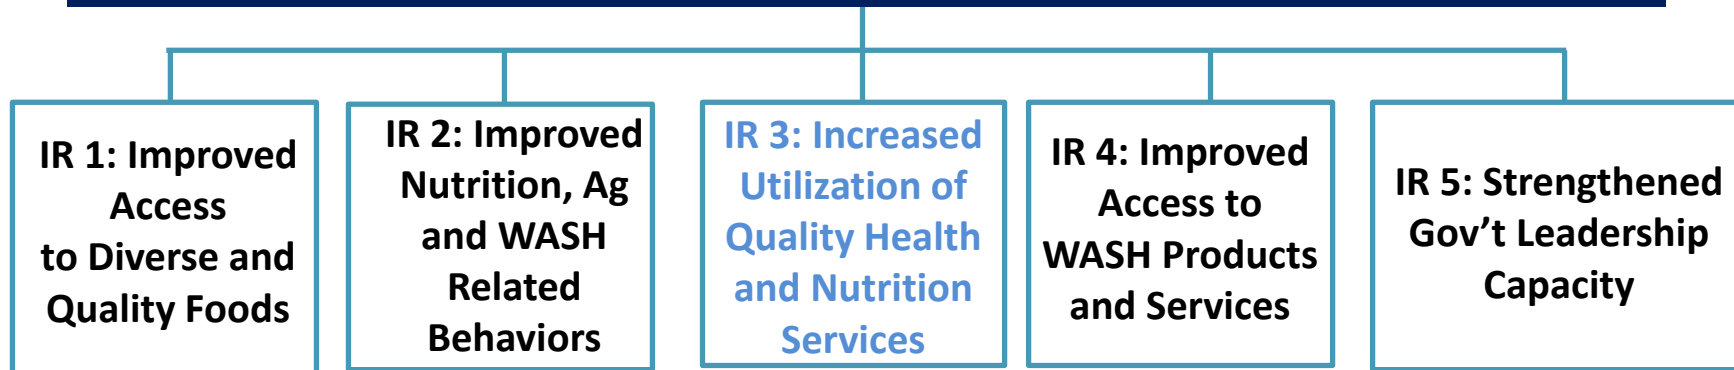 IR 1: Improved
Access
to Diverse and
Quality Foods
IR 2: Improved
Nutrition, Ag
and WASH
Related
Behaviors
IR 3: Increased
Utilization of
Quality Health
and Nutrition
Services
IR 4: Improved
Access to
WASH Products
and Services
IR 5: Strengthened
Gov’t Leadership
Capacity